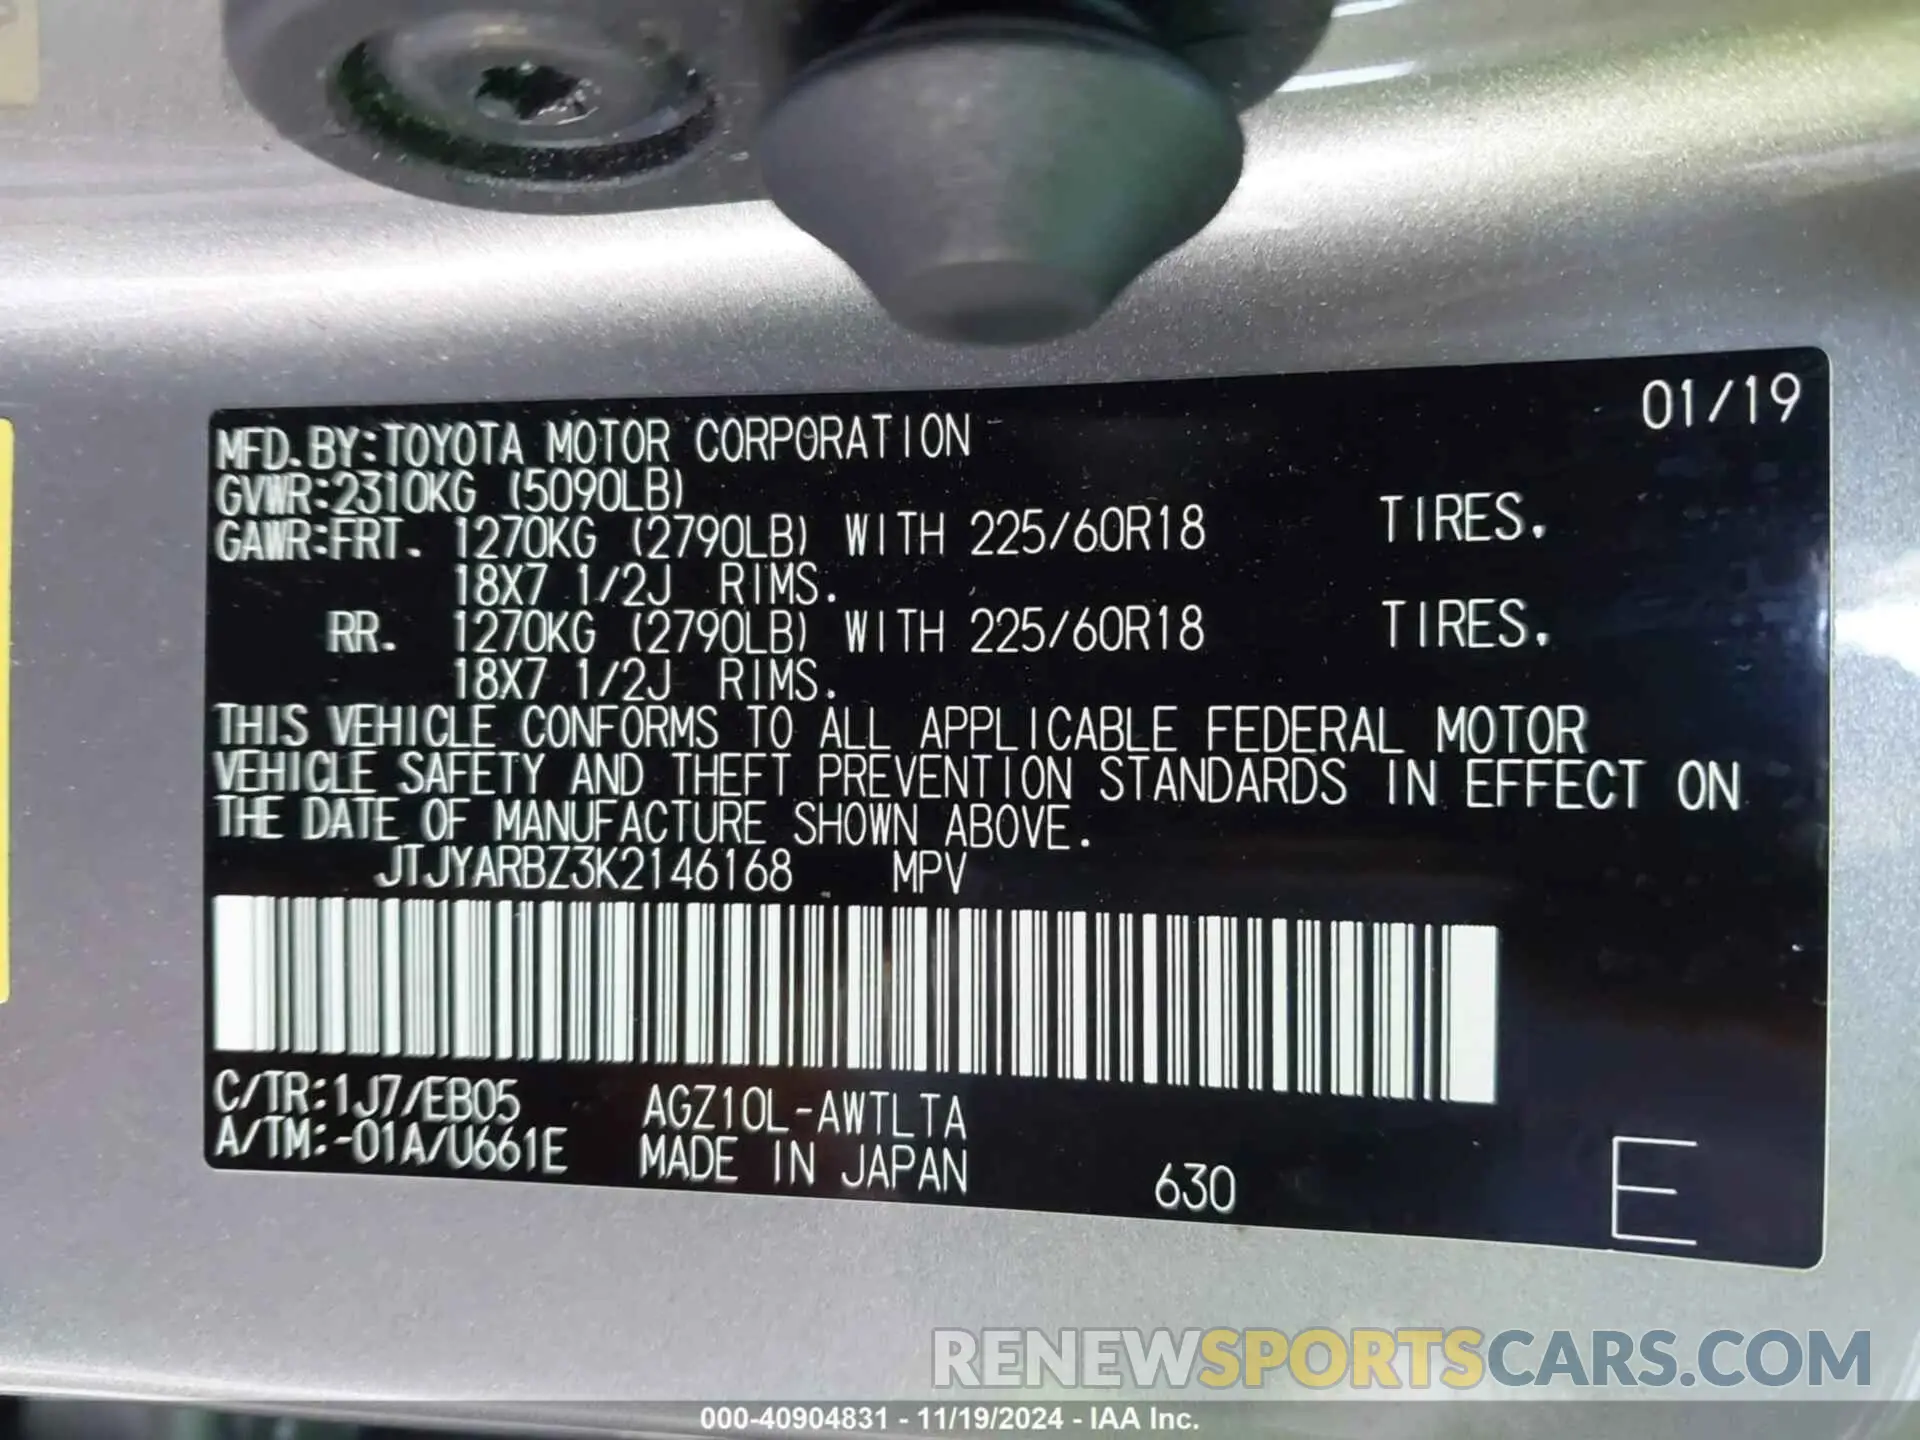 01/19
MFD.BY:TOYOTA MOTOR CORPORATION
GVWR:2310KG (5090LB)
GAWR:FRT. 1270KG (2790LB) WITH 225/60R18 TIRES.
18X7 1/2J RIMS.
RR. 1270KG (2790LB) WITH 225/60R18 TIRES.
18X7 1/2J RIMS.
THIS VEHICLE CONFORMS TO ALL APPLICABLE FEDERAL MOTOR
VEHICLE SAFETY AND THEFT PREVENTION STANDARDS IN EFFECT ON
THE DATE OF MANUFACTURE SHOWN ABOVE.
JTJYARBZ3K2146168 MPV
C/TR:1J7/EB05 AGZ10L-AWTLTA
A/TM:-01A/U661E MADE IN JAPAN 630 E
RENEWSPORTSCARS.COM
000-40904831 - 11/19/2024 - IAA Inc.